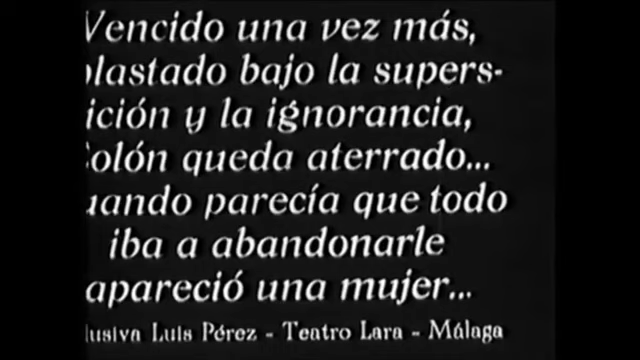 Vencido una vez más,
plastado bajo la supers-
tición y la ignorancia,
Colón queda aterrado...
uando parecía que todo
iba a abandonarle
apareció una mujer...
lusiva Luis Pérez - Teatro Lara - Málaga